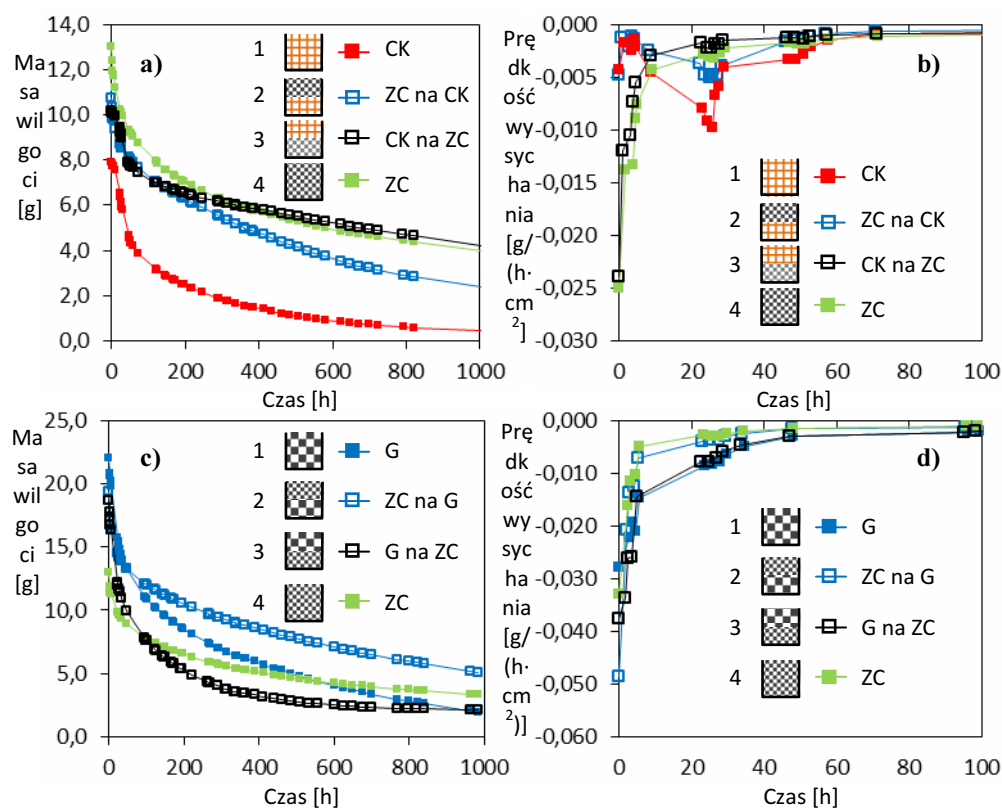 14,0
12,0
10,0
8,0
6,0
4,0
2,0
0,0
Ma
sa
wil
go
ci
[g]
a)
1 CK
2 ZC na CK
3 CK na ZC
4 ZC
0 200 400 600 800 1000
Czas [h]
0,000
-0,005
-0,010
-0,015
-0,020
-0,025
-0,030
Prę
dk
ość
wy
syc
ha
nia
[g/
(h·
cm
²]
b)
1 CK
2 ZC na CK
3 CK na ZC
4 ZC
0 20 40 60 80 100
Czas [h]
25,0
20,0
15,0
10,0
5,0
0,0
Ma
sa
wil
go
ci
[g]
c)
1 G
2 ZC na G
3 G na ZC
4 ZC
0 200 400 600 800 1000
Czas [h]
0,000
-0,010
-0,020
-0,030
-0,040
-0,050
-0,060
Prę
dk
ość
wy
syc
ha
nia
[g/
(h·
cm
²)]
d)
1 G
2 ZC na G
3 G na ZC
4 ZC
0 20 40 60 80 100
Czas [h]